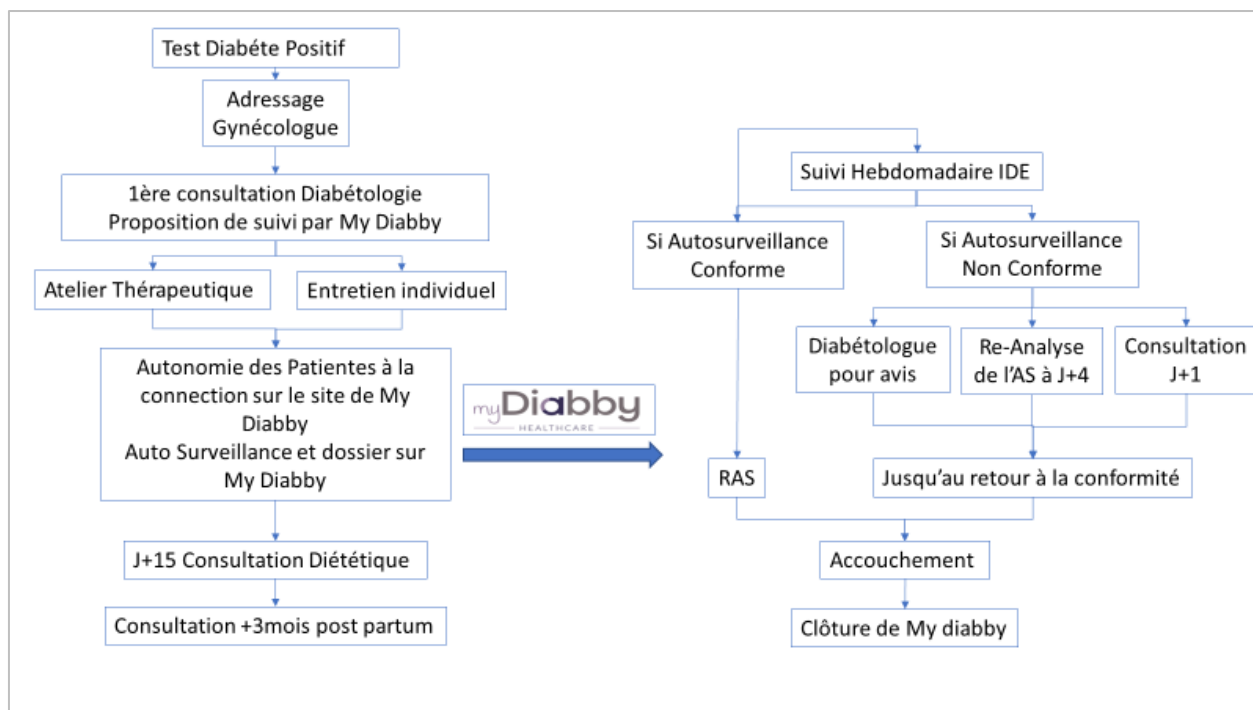 Test Diabéte Positif
Adressage
Gynécologue
1ère consultation Diabétologie
Proposition de suivi par My Diabby
Atelier Thérapeutique
Entretien individuel
Autonomie des Patientes à la
connection sur le site de My
Diabby
Auto Surveillance et dossier sur
My Diabby
J+15 Consultation Diététique
Consultation +3mois post partum
myDiabby
HEALTHCARE
Suivi Hebdomadaire IDE
Si Autosurveillance
Conforme
Si Autosurveillance
Non Conforme
Diabétologue
pour avis
Re-Analyse
de l'AS à J+4
Consultation
J+1
RAS
Jusqu'au retour à la conformité
Accouchement
Clôture de My diabby